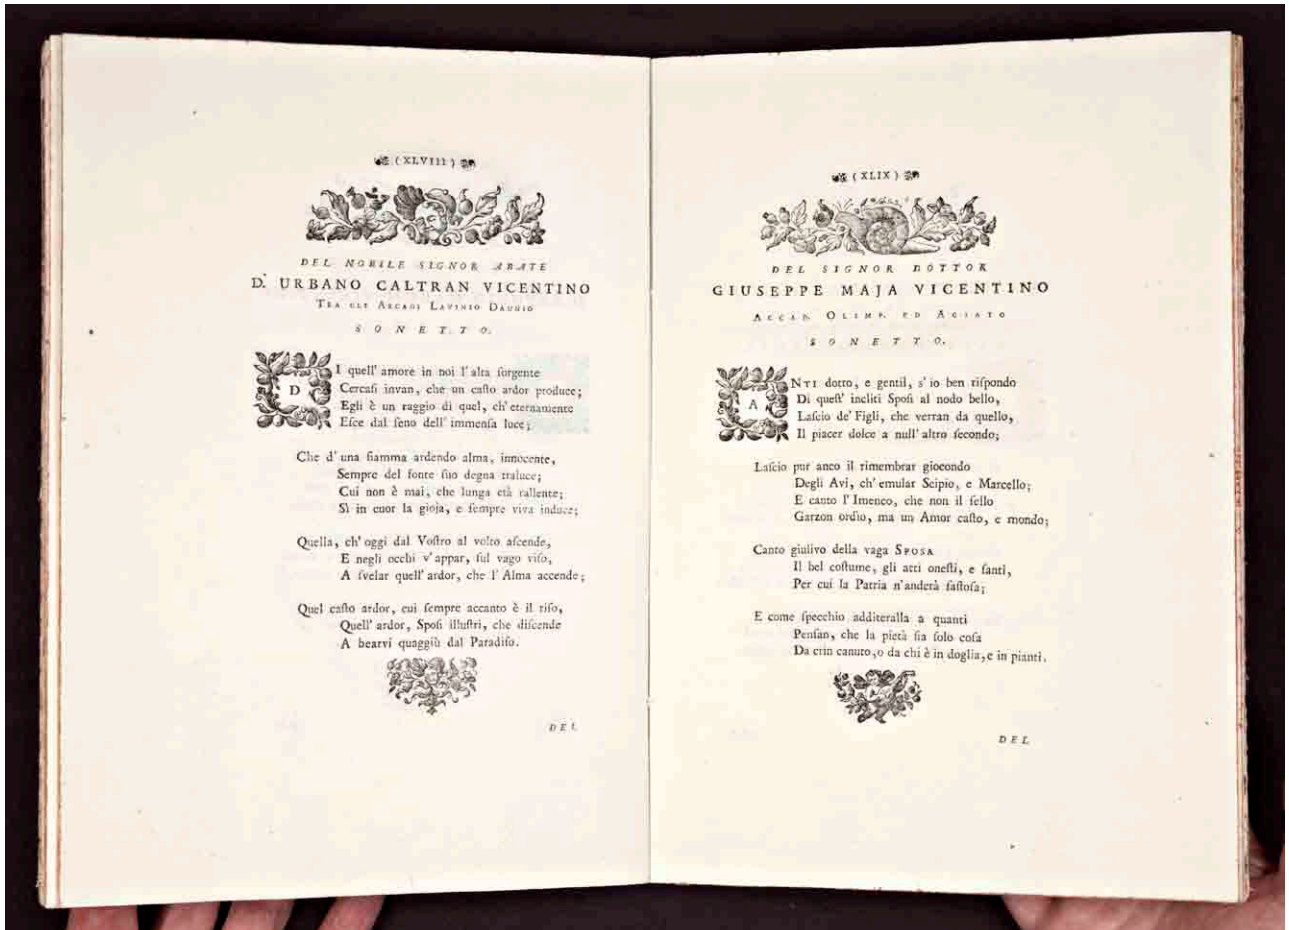 (XLVIII)
DEL NOBILE SIGNOR ABATE
D. URBANO CALTRAN VICENTINO
TRA GLI ARCADI LAVINIO DAUNIO
SONETTO.
DI quell' amore in noi l' alta ſorgente
Cercaſi invan, che un caſto ardor produce;
Egli è un raggio di quel, ch' eternamente
Eſce dal ſeno dell' immenſa luce;
Che d' una fiamma ardendo alma, innocente,
Sempre del fonte ſuo degna traluce;
Cui non è mai, che lunga età rallente;
Sì in cuor la gioja, e ſempre viva induce;
Quella, ch' oggi dal Voſtro al volto aſcende,
E negli occhi v' appar, ſul vago viſo,
A ſvelar quell' ardor, che l' Alma accende;
Quel caſto ardor, cui ſempre accanto è il riſo,
Quell' ardor, Spoſi illuſtri, che diſcende
A bearvi quaggiù dal Paradiſo.
DEL
(XLIX)
DEL SIGNOR DOTTOR
GIUSEPPE MAJA VICENTINO
ACCAD. OLIMP. ED AGIATO
SONETTO.
ANTI dotto, e gentil, s' io ben riſpondo
Di queſt' incliti Spoſi al nodo bello,
Laſcio de' Figli, che verran da quello,
Il piacer dolce a null' altro ſecondo;
Laſcio pur anco il rimembrar giocondo
Degli Avi, ch' emular Scipio, e Marcello;
E canto l' Imeneo, che non il fello
Garzon ordìo, ma un Amor caſto, e mondo;
Canto giulivo della vaga SPOSA
Il bel coſtume, gli atti oneſti, e ſanti,
Per cui la Patria n' anderà faſtoſa;
E come ſpecchio additeralla a quanti
Penſan, che la pietà ſia ſolo coſa
Da crin canuto, o da chi è in doglia, e in pianti.
DEL